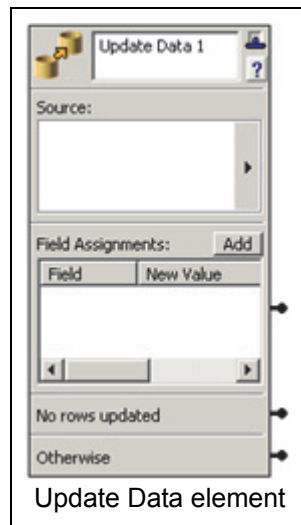 Update Data 1
?
Source:
Field Assignments: Add
Field New Value
No rows updated
Otherwise
Update Data element